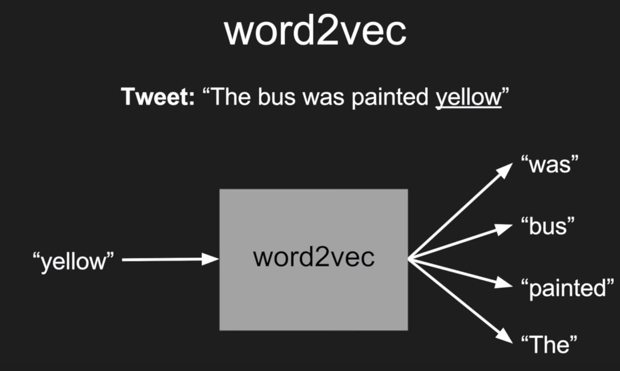 word2vec
Tweet: “The bus was painted yellow”
“was”
“bus”
“yellow”
word2vec
“painted”
“The”